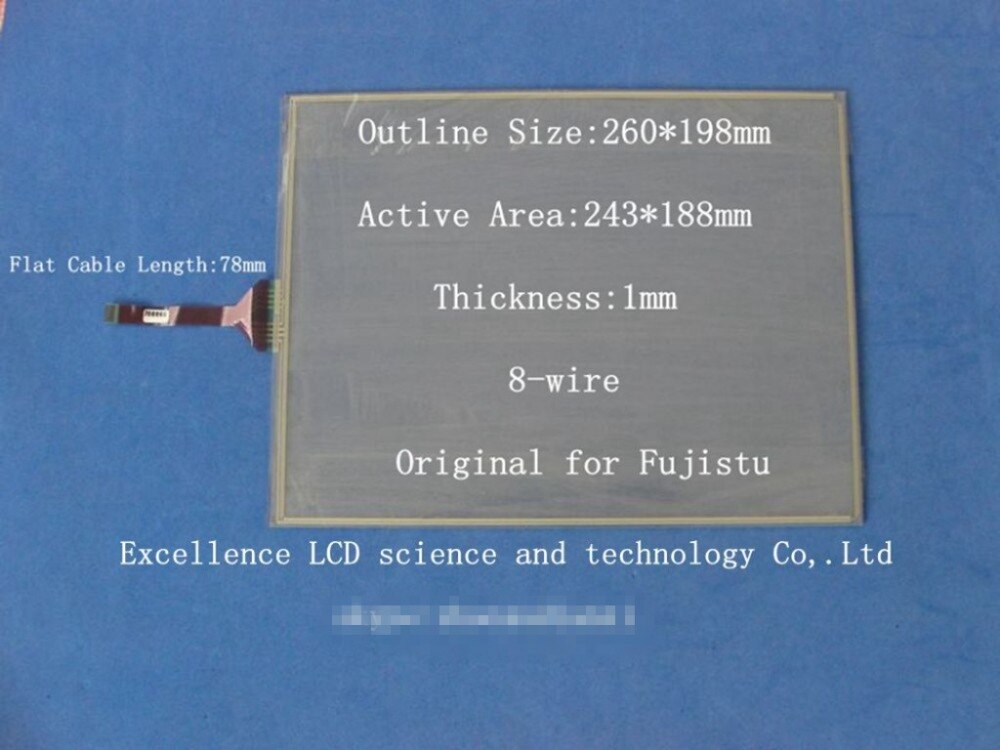 Outline Size:260*198mm
Active Area:243*188mm
Flat Cable Length:78mm
Thickness:1mm
8-wire
Original for Fujistu
Excellence LCD science and technology Co,.Ltd